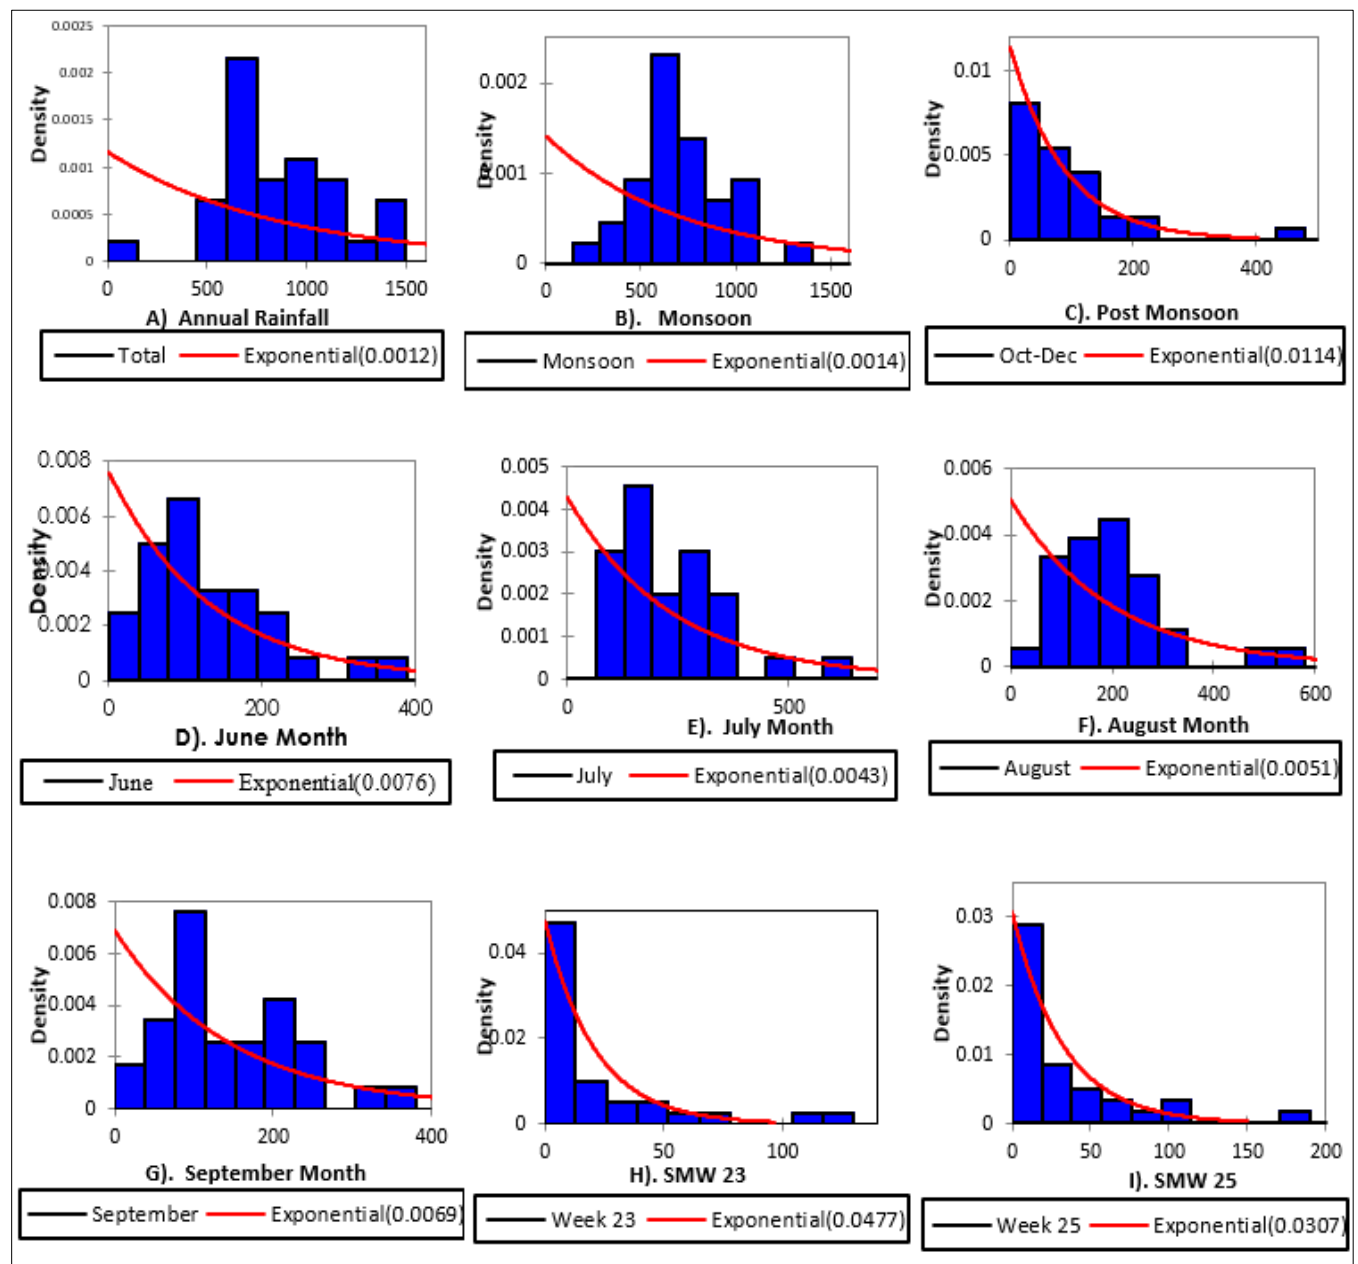 0.0025
0.002
0.0015
0.001
0.0005
0
Density
0 500 1000 1500
A) Annual Rainfall
Total Exponential(0.0012)
0.002
0.001
0
Density
0 500 1000 1500
B). Monsoon
Monsoon Exponential(0.0014)
0.01
0.005
0
Density
0 200 400
C). Post Monsoon
Oct-Dec Exponential(0.0114)
0.008
0.006
0.004
0.002
0
Density
0 200 400
D). June Month
June Exponential(0.0076)
0.005
0.004
0.003
0.002
0.001
0
Density
0 500
E). July Month
July Exponential(0.0043)
0.006
0.004
0.002
0
Density
0 200 400 600
F). August Month
August Exponential(0.0051)
0.008
0.006
0.004
0.002
0
Density
0 200 400
G). September Month
September Exponential(0.0069)
0.04
0.02
0
Density
0 50 100
H). SMW 23
Week 23 Exponential(0.0477)
0.03
0.02
0.01
0
Density
0 50 100 150 200
I). SMW 25
Week 25 Exponential(0.0307)